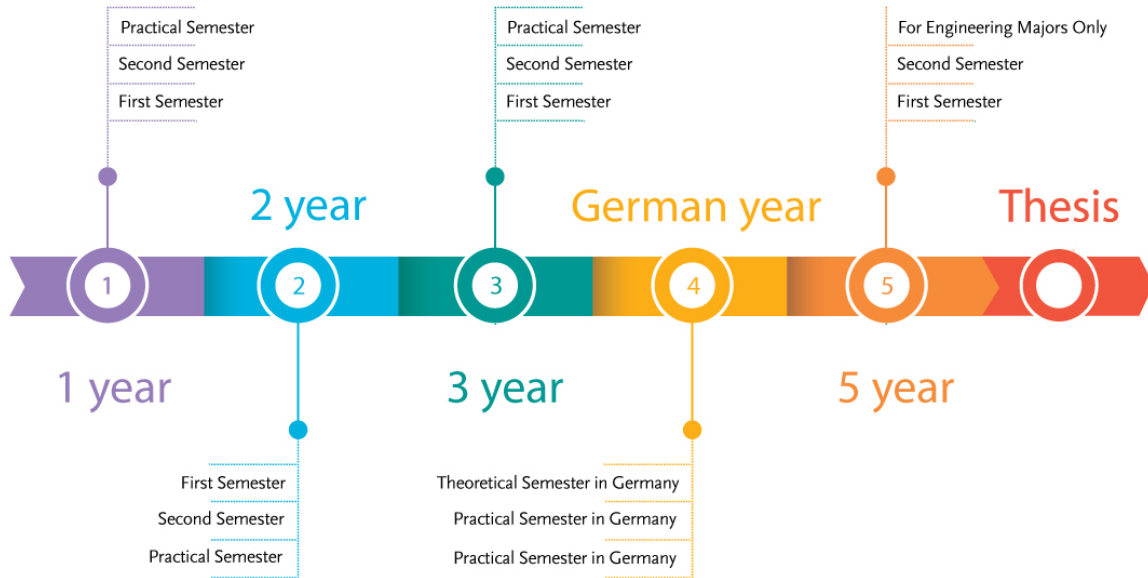 Practical Semester
Second Semester
First Semester
Practical Semester
Second Semester
First Semester
For Engineering Majors Only
Second Semester
First Semester
2 year
German year
Thesis
1
2
3
4
5
1 year
3 year
5 year
First Semester
Second Semester
Practical Semester
Theoretical Semester in Germany
Practical Semester in Germany
Practical Semester in Germany